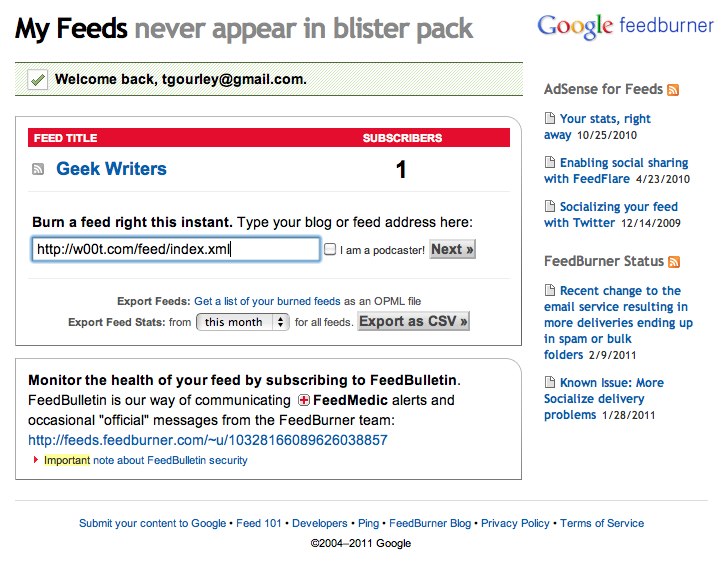 My Feeds never appear in blister pack
Google feedburner
Welcome back, tgourley@gmail.com.
FEED TITLE SUBSCRIBERS
Geek Writers 1
Burn a feed right this instant. Type your blog or feed address here:
http://w00t.com/feed/index.xml I am a podcaster! Next »
Export Feeds: Get a list of your burned feeds as an OPML file
Export Feed Stats: from this month for all feeds. Export as CSV »
Monitor the health of your feed by subscribing to FeedBulletin.
FeedBulletin is our way of communicating FeedMedic alerts and
occasional "official" messages from the FeedBurner team:
http://feeds.feedburner.com/~u/10328166089626038857
Important note about FeedBulletin security
AdSense for Feeds
Your stats, right
away 10/25/2010
Enabling social sharing
with FeedFlare 4/23/2010
Socializing your feed
with Twitter 12/14/2009
FeedBurner Status
Recent change to the
email service resulting in
more deliveries ending up
in spam or bulk
folders 2/9/2011
Known Issue: More
Socialize delivery
problems 1/28/2011
Submit your content to Google • Feed 101 • Developers • Ping • FeedBurner Blog • Privacy Policy • Terms of Service
©2004–2011 Google